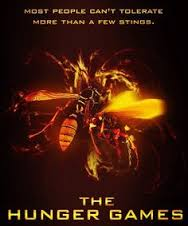 MOST PEOPLE CAN'T TOLERATE
MORE THAN A FEW STINGS.
THE
HUNGER GAMES